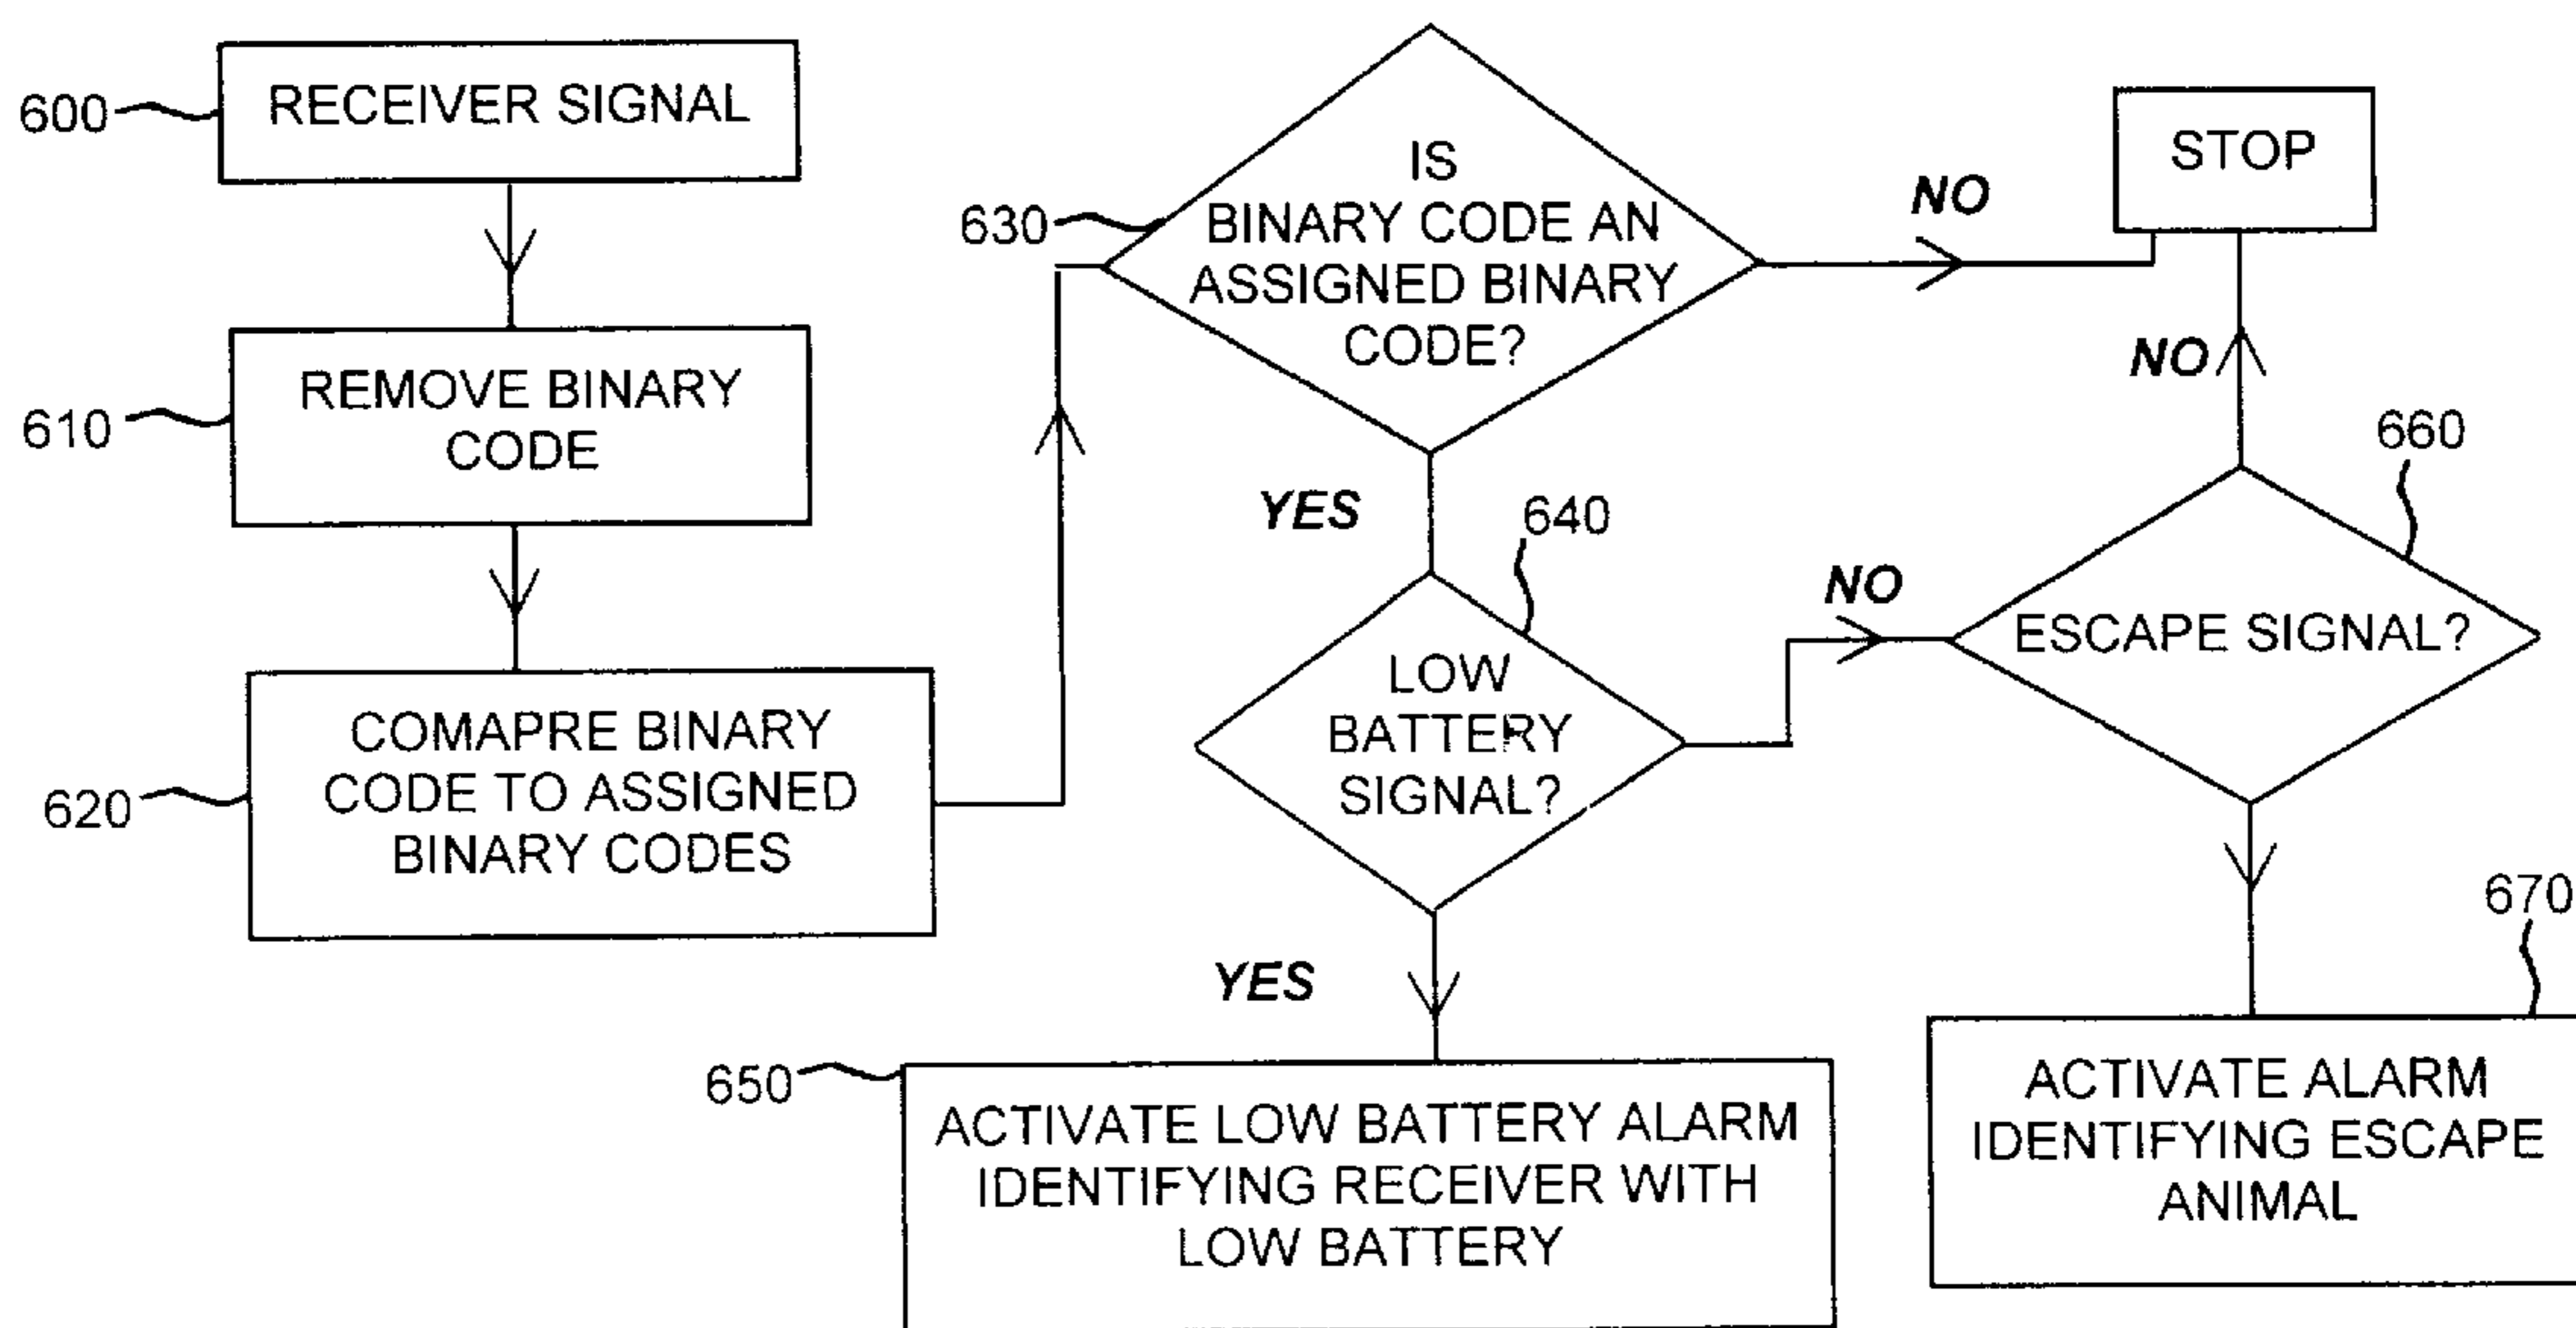 600
RECEIVER SIGNAL
610
REMOVE BINARY
CODE
620
COMAPRE BINARY
CODE TO ASSIGNED
BINARY CODES
630
IS
BINARY CODE AN
ASSIGNED BINARY
CODE?
NO
STOP
YES
640
LOW
BATTERY
SIGNAL?
NO
660
ESCAPE SIGNAL?
NO
YES
650
ACTIVATE LOW BATTERY ALARM
IDENTIFYING RECEIVER WITH
LOW BATTERY
670
ACTIVATE ALARM
IDENTIFYING ESCAPE
ANIMAL